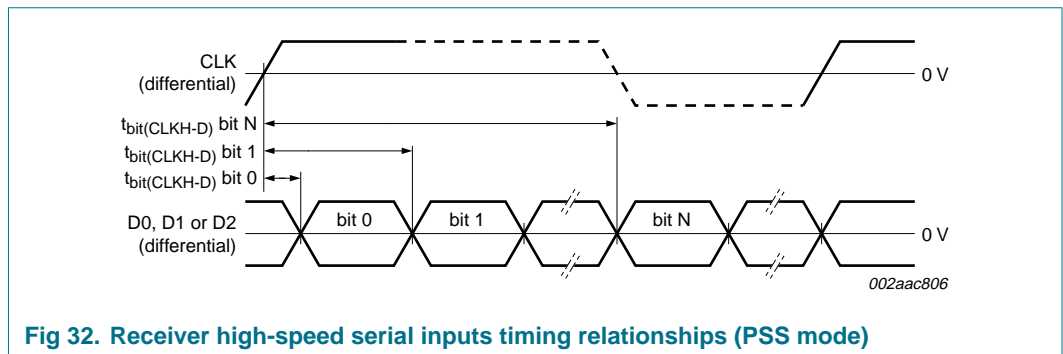 CLK
(differential)
0 V
tbit(CLKH-D) bit N
tbit(CLKH-D) bit 1
tbit(CLKH-D) bit 0
bit 0
bit 1
bit N
D0, D1 or D2
(differential)
0 V
002aac806
Fig 32. Receiver high-speed serial inputs timing relationships (PSS mode)